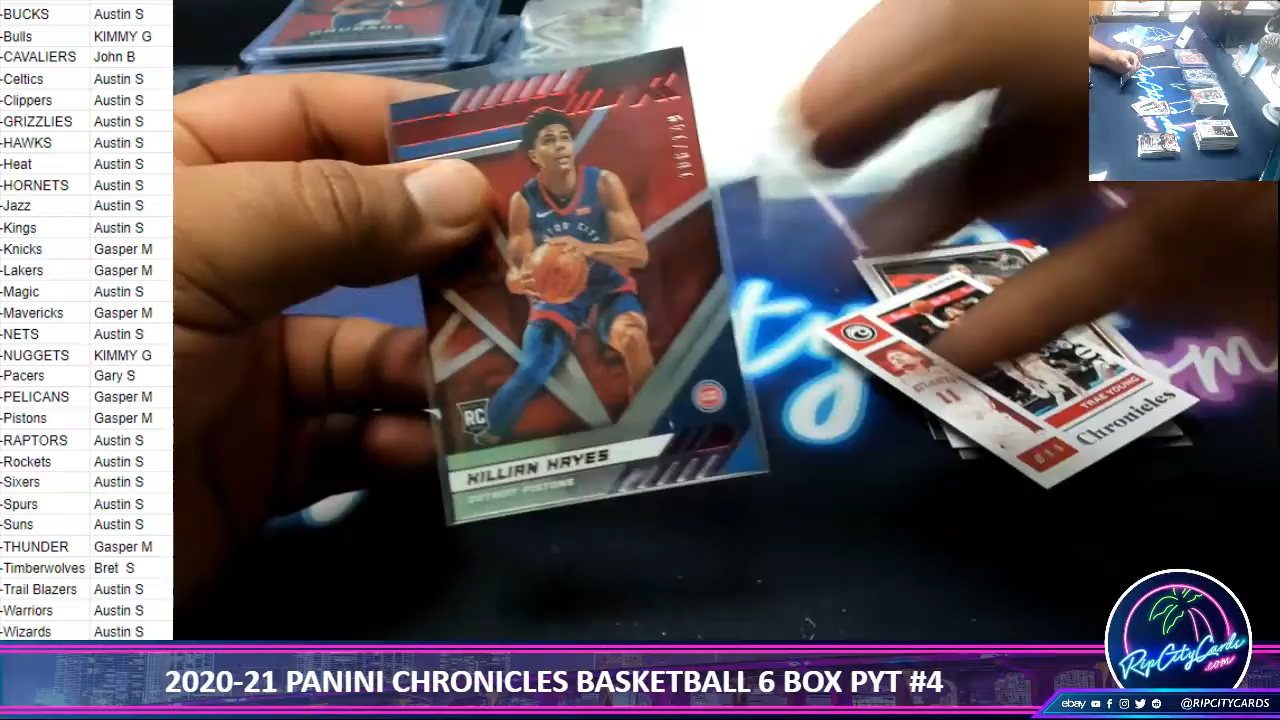 -BUCKS Austin S
-Bulls KIMMY G
-CAVALIERS John B
-Celtics Austin S
-Clippers Austin S
-GRIZZLIES Austin S
-HAWKS Austin S
-Heat Austin S
-HORNETS Austin S
-Jazz Austin S
-Kings Austin S
-Knicks Gasper M
-Lakers Gasper M
-Magic Austin S
-Mavericks Gasper M
-NETS Austin S
-NUGGETS KIMMY G
-Pacers Gary S
-PELICANS Gasper M
-Pistons Gasper M
-RAPTORS Austin S
-Rockets Austin S
-Sixers Austin S
-Spurs Austin S
-Suns Austin S
-THUNDER Gasper M
-Timberwolves Bret S
-Trail Blazers Austin S
-Warriors Austin S
-Wizards Austin S
CRUSADE
RC
KILLIAN HAYES
DETROIT PISTONS
11
TRAE YOUNG
Chronicles
RipCityCards
.com
2020-21 PANINI CHRONICLES BASKETBALL 6 BOX PYT #4
ebay @RIPCITYCARDS